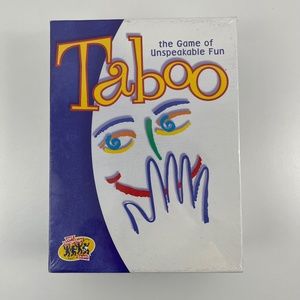 Taboo
the Game of
Unspeakable Fun